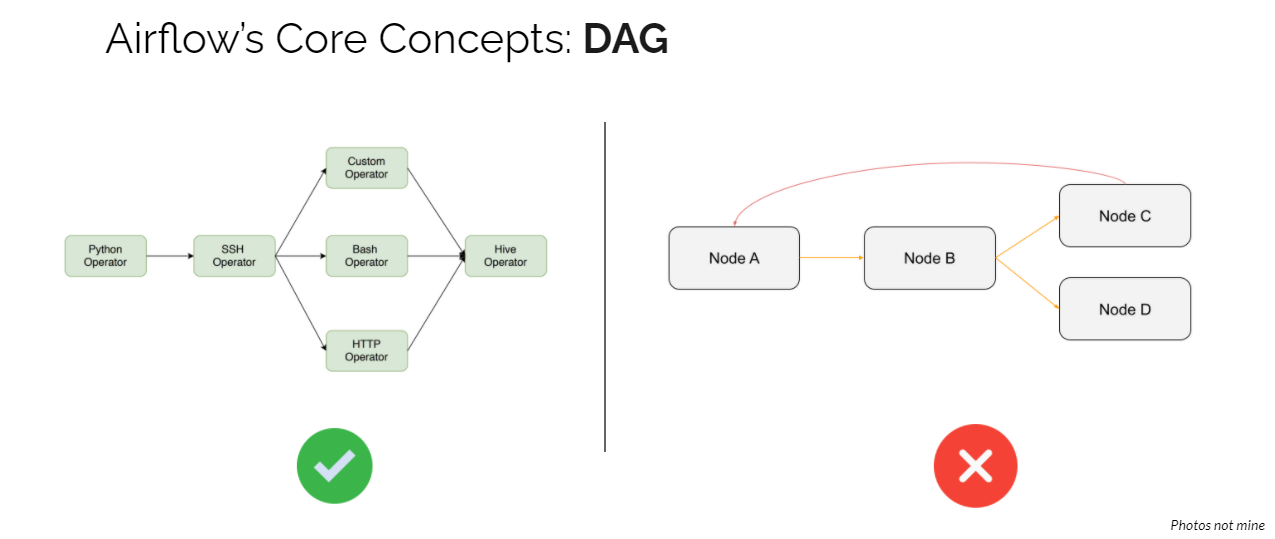 Airflow’s Core Concepts: DAG
Custom
Operator
Python
Operator
SSH
Operator
Bash
Operator
Hive
Operator
HTTP
Operator
Node A
Node B
Node C
Node D
Photos not mine